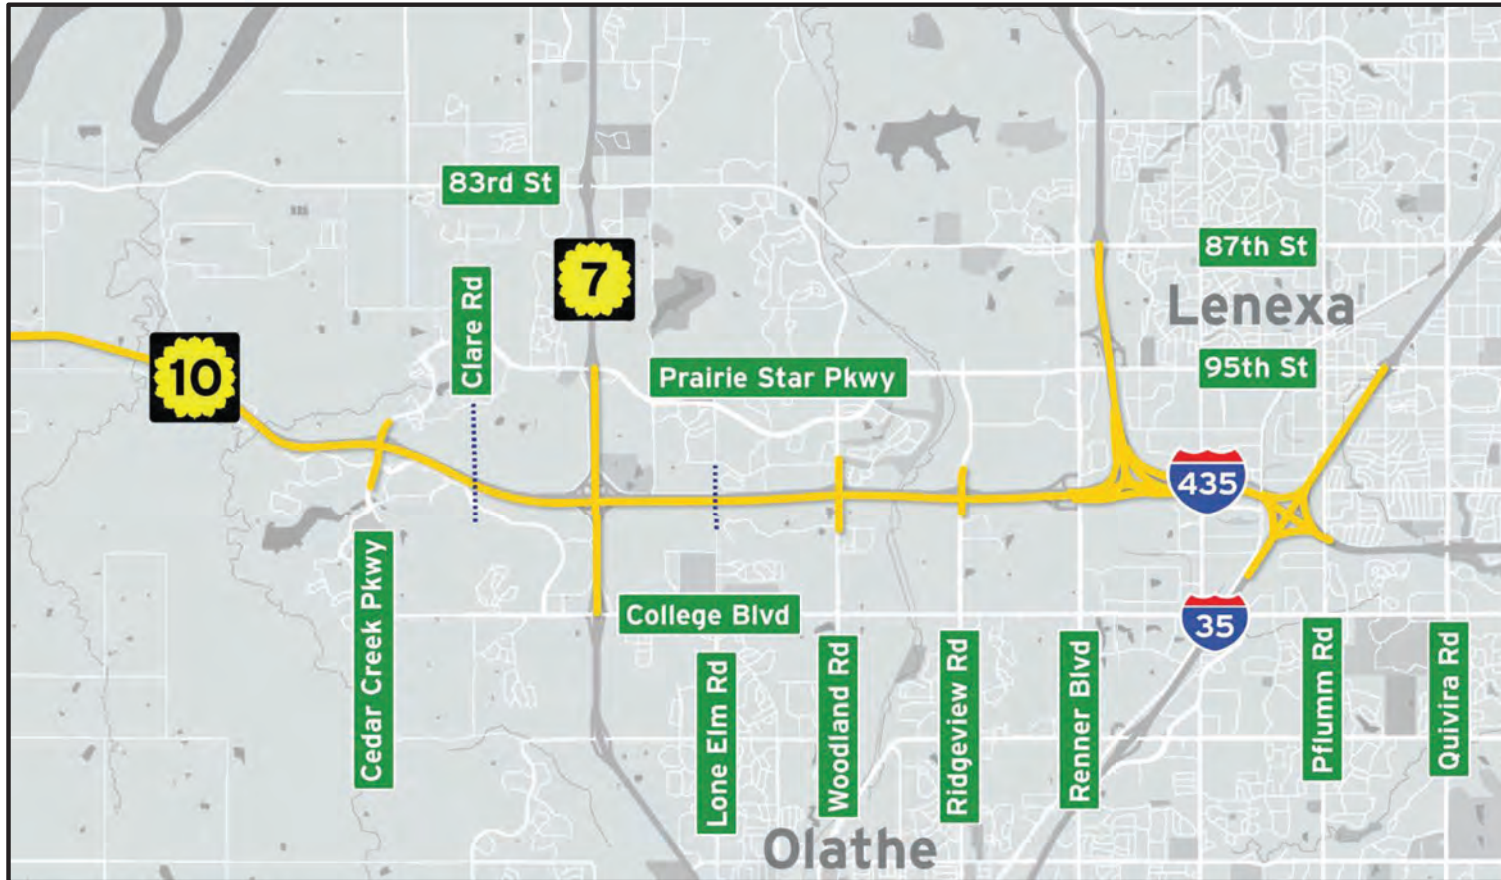 83rd St
87th St
7
Clare Rd
Lenexa
10
Prairie Star Pkwy
95th St
435
Cedar Creek Pkwy
College Blvd
35
Lone Elm Rd
Woodland Rd
Ridgeview Rd
Renner Blvd
Pflumm Rd
Quivira Rd
Olathe